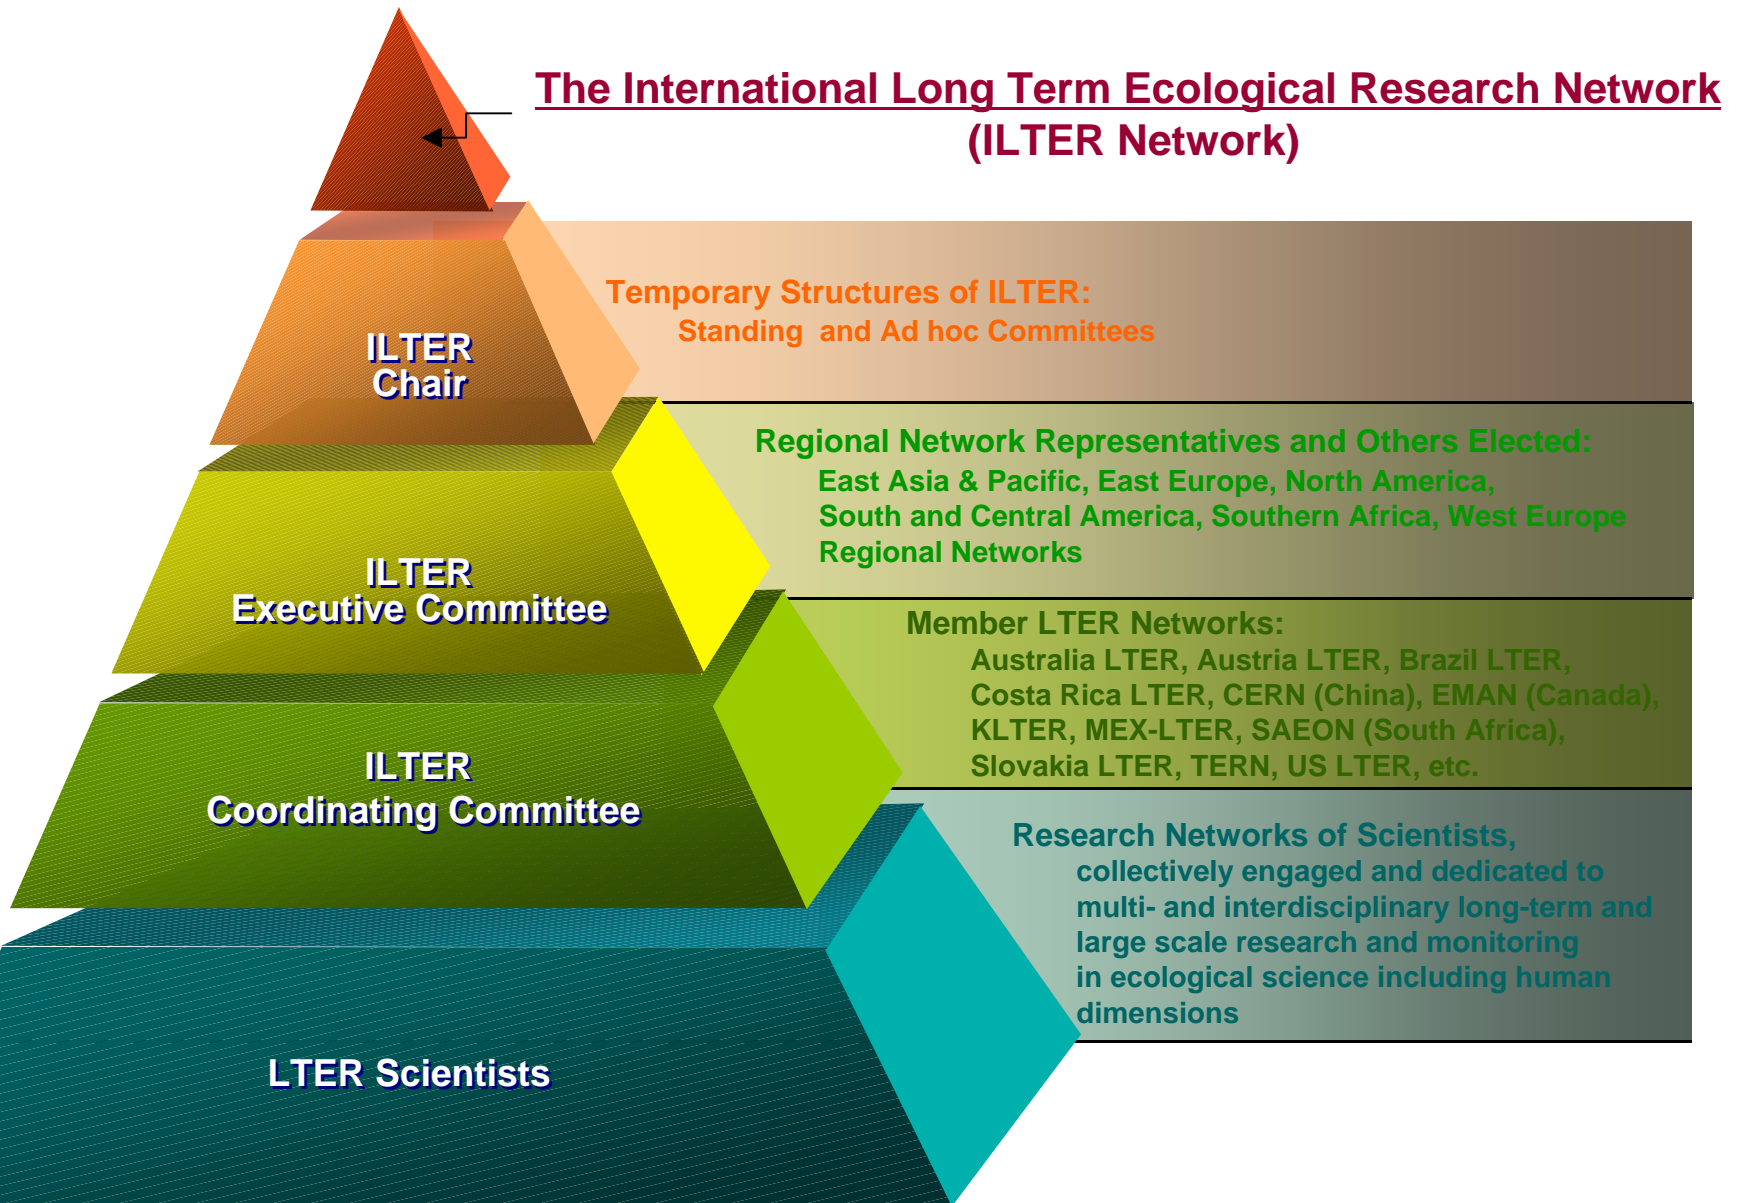 The International Long Term Ecological Research Network
(ILTER Network)
Temporary Structures of ILTER:
Standing and Ad hoc Committees
ILTER
Chair
Regional Network Representatives and Others Elected:
East Asia & Pacific, East Europe, North America,
South and Central America, Southern Africa, West Europe
Regional Networks
ILTER
Executive Committee
Member LTER Networks:
Australia LTER, Austria LTER, Brazil LTER,
Costa Rica LTER, CERN (China), EMAN (Canada),
KLTER, MEX-LTER, SAEON (South Africa),
Slovakia LTER, TERN, US LTER, etc.
ILTER
Coordinating Committee
Research Networks of Scientists,
collectively engaged and dedicated to
multi- and interdisciplinary long-term and
large scale research and monitoring
in ecological science including human
dimensions
LTER Scientists